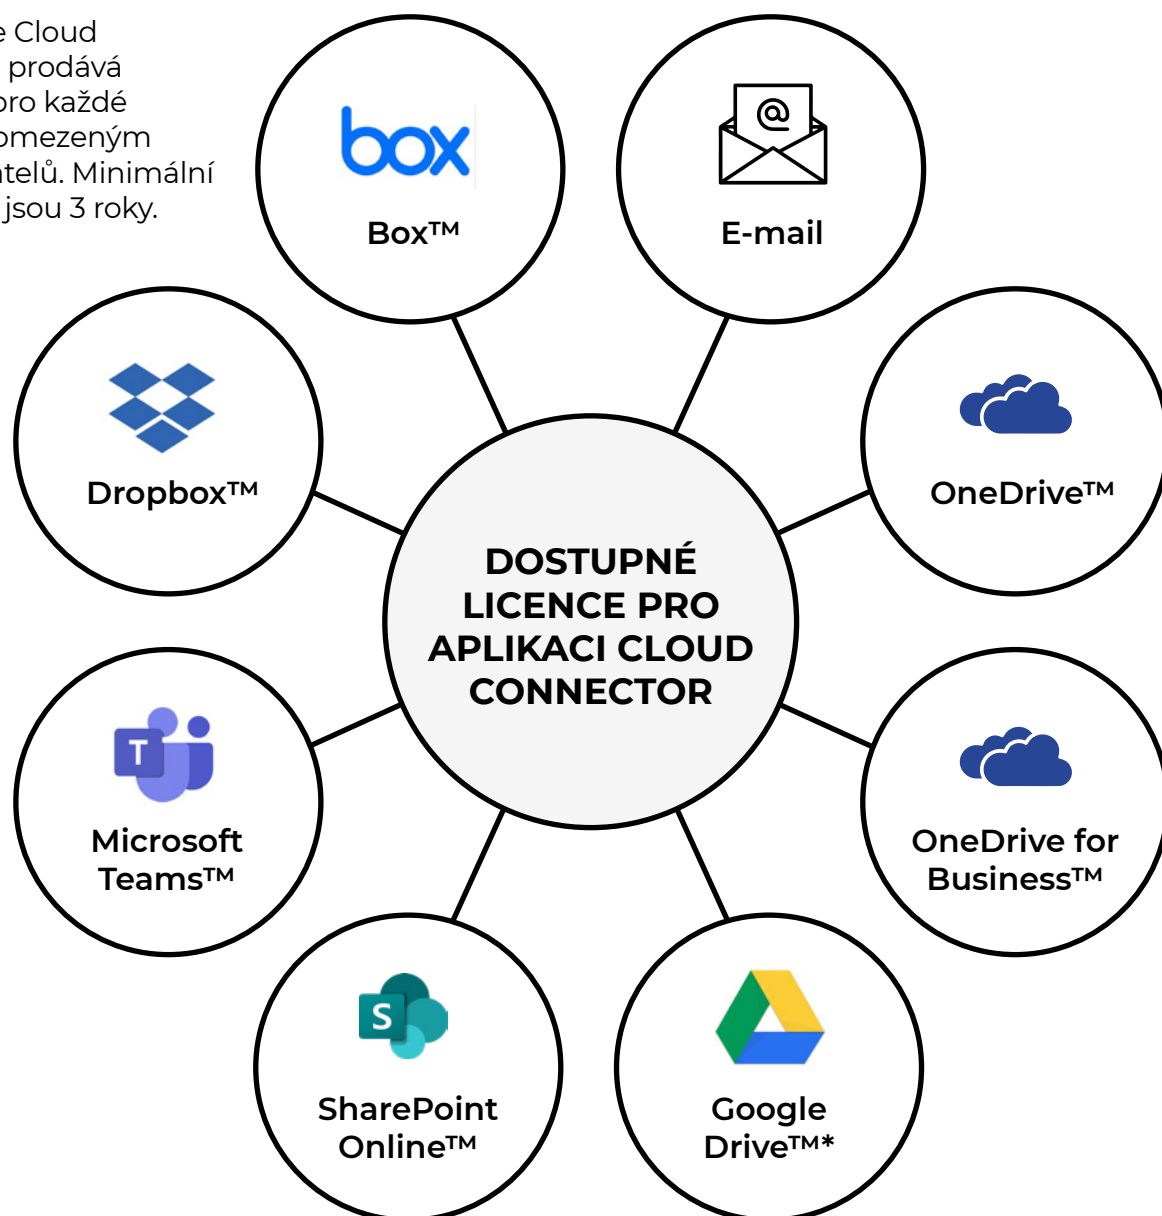 e Cloud
prodává
pro každé
omezeným
atelů. Minimální
jsou 3 roky.
box
Box™
@
E-mail
Dropbox™
OneDrive™
DOSTUPNÉ
LICENCE PRO
APLIKACI CLOUD
CONNECTOR
T
Microsoft
Teams™
OneDrive for
Business™
S
SharePoint
Online™
Google
Drive™*